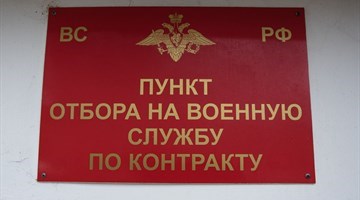 ВС РФ
ПУНКТ
ОТБОРА НА ВОЕННУЮ
СЛУЖБУ
ПО КОНТРАКТУ